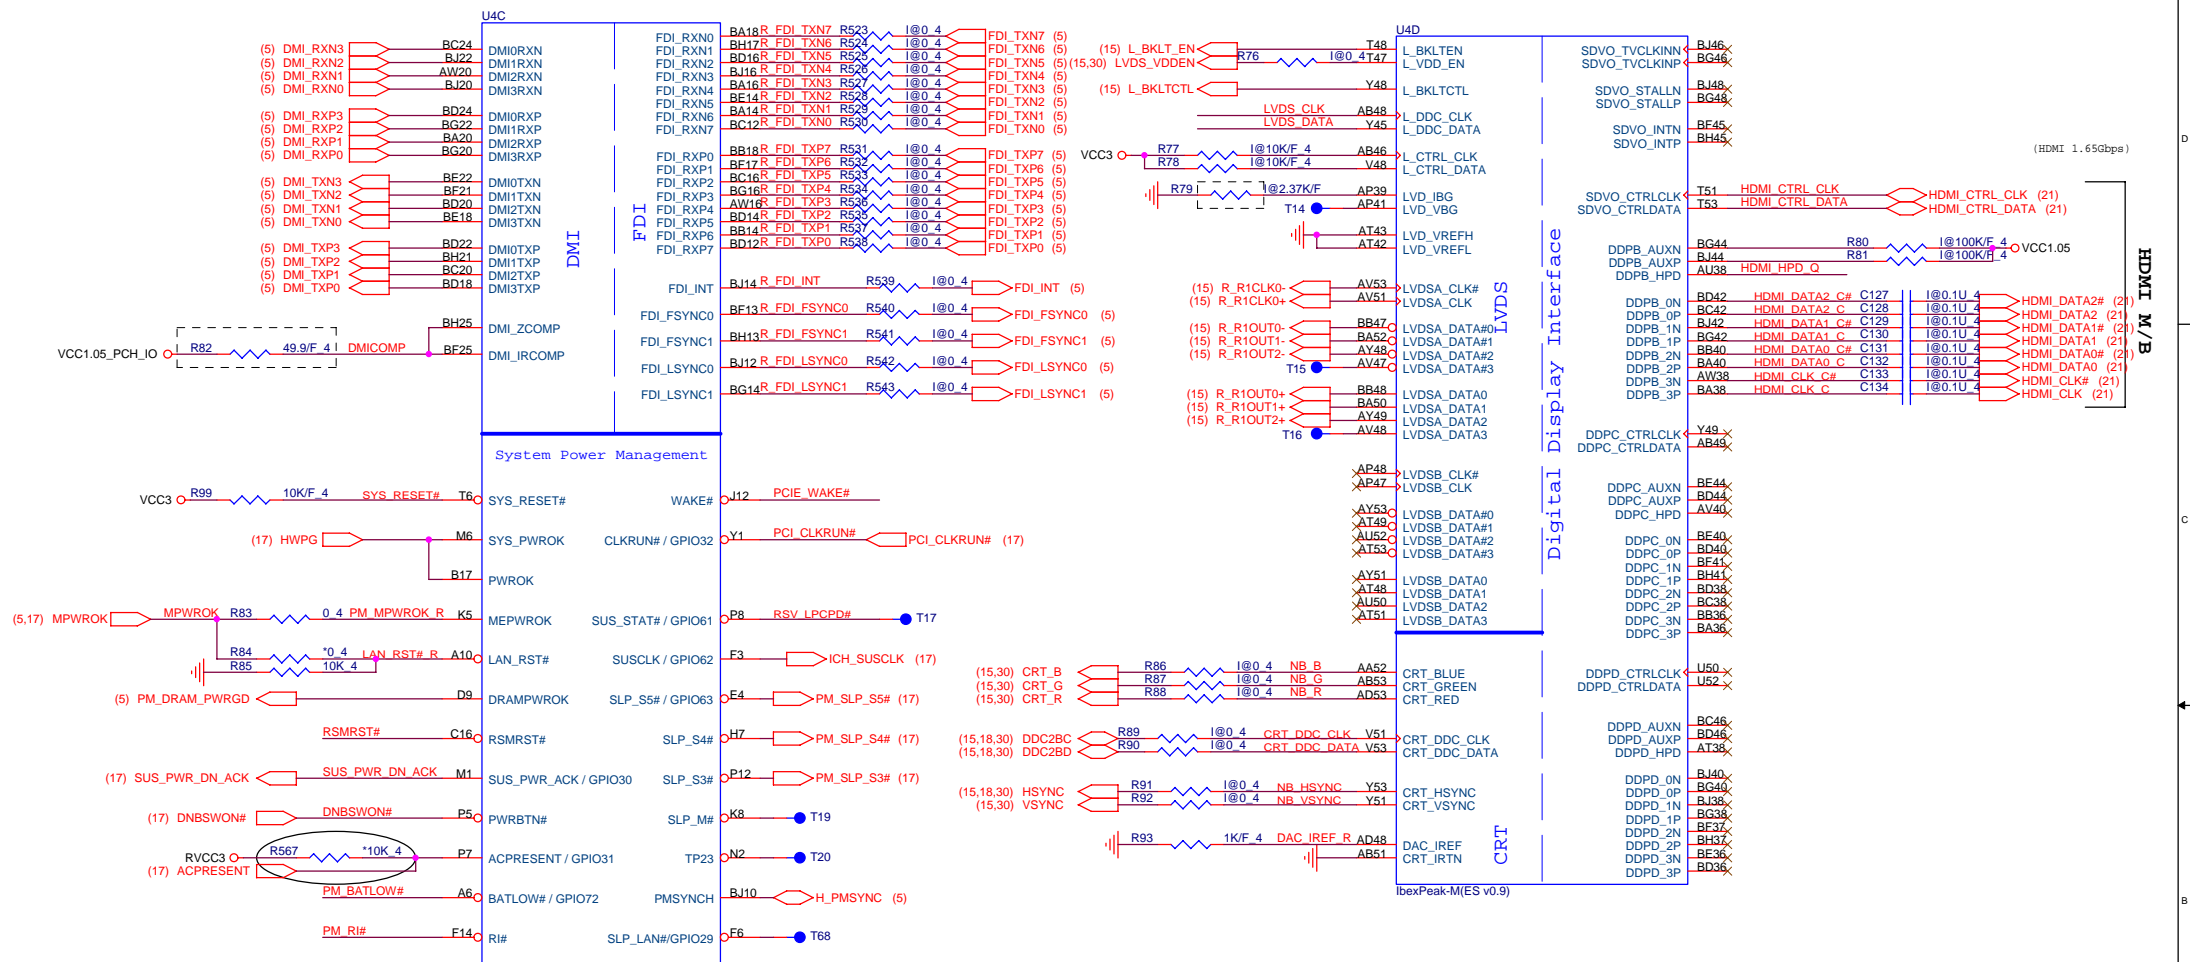 U4C
(5) DMI_RXN3 BC24 DMI0RXN
(5) DMI_RXN2 BJ22 DMI1RXN
(5) DMI_RXN1 AW20 DMI2RXN
(5) DMI_RXN0 BJ20 DMI3RXN
(5) DMI_RXP3 BD24 DMI0RXP
(5) DMI_RXP2 BG22 DMI1RXP
(5) DMI_RXP1 BA20 DMI2RXP
(5) DMI_RXP0 BG20 DMI3RXP
(5) DMI_TXN3 BE22 DMI0TXN
(5) DMI_TXN2 BF21 DMI1TXN
(5) DMI_TXN1 BD20 DMI2TXN
(5) DMI_TXN0 BE18 DMI3TXN
(5) DMI_TXP3 BD22 DMI0TXP
(5) DMI_TXP2 BH21 DMI1TXP
(5) DMI_TXP1 BC20 DMI2TXP
(5) DMI_TXP0 BD18 DMI3TXP
BH25 DMI_ZCOMP
VCC1.05_PCH_IO R82 49.9/F_4 DMICOMP BF25 DMI_IRCOMP
DMI
FDI
FDI_RXN0 BA18 R_FDI_TXN7 R523 I@0_4 FDI_TXN7 (5)
FDI_RXN1 BH17 R_FDI_TXN6 R524 I@0_4 FDI_TXN6 (5)
FDI_RXN2 BD16 R_FDI_TXN5 R525 I@0_4 FDI_TXN5 (5)
FDI_RXN3 BJ16 R_FDI_TXN4 R526 I@0_4 FDI_TXN4 (5)
FDI_RXN4 BA16 R_FDI_TXN3 R527 I@0_4 FDI_TXN3 (5)
FDI_RXN5 BE14 R_FDI_TXN2 R528 I@0_4 FDI_TXN2 (5)
FDI_RXN6 BA14 R_FDI_TXN1 R529 I@0_4 FDI_TXN1 (5)
FDI_RXN7 BC12 R_FDI_TXN0 R530 I@0_4 FDI_TXN0 (5)
FDI_RXP0 BB18 R_FDI_TXP7 R531 I@0_4 FDI_TXP7 (5)
FDI_RXP1 BF17 R_FDI_TXP6 R532 I@0_4 FDI_TXP6 (5)
FDI_RXP2 BC16 R_FDI_TXP5 R533 I@0_4 FDI_TXP5 (5)
FDI_RXP3 BG16 R_FDI_TXP4 R534 I@0_4 FDI_TXP4 (5)
FDI_RXP4 AW16 R_FDI_TXP3 R536 I@0_4 FDI_TXP3 (5)
FDI_RXP5 BD14 R_FDI_TXP2 R535 I@0_4 FDI_TXP2 (5)
FDI_RXP6 BB14 R_FDI_TXP1 R537 I@0_4 FDI_TXP1 (5)
FDI_RXP7 BD12 R_FDI_TXP0 R538 I@0_4 FDI_TXP0 (5)
FDI_INT BJ14 R_FDI_INT R539 I@0_4 FDI_INT (5)
FDI_FSYNC0 BF13 R_FDI_FSYNC0 R540 I@0_4 FDI_FSYNC0 (5)
FDI_FSYNC1 BH13 R_FDI_FSYNC1 R541 I@0_4 FDI_FSYNC1 (5)
FDI_LSYNC0 BJ12 R_FDI_LSYNC0 R542 I@0_4 FDI_LSYNC0 (5)
FDI_LSYNC1 BG14 R_FDI_LSYNC1 R543 I@0_4 FDI_LSYNC1 (5)
System Power Management
VCC3 R99 10K/F_4 SYS_RESET# T6 SYS_RESET#
(17) HWPG M6 SYS_PWROK
B17 PWROK
(5,17) MPWROK MPWROK R83 0_4 PM_MPWROK_R K5 MEPWROK
R84 *0_4 LAN_RST#_R A10 LAN_RST#
R85 10K_4
(5) PM_DRAM_PWRGD D9 DRAMPWROK
RSMRST# C16 RSMRST#
(17) SUS_PWR_DN_ACK SUS_PWR_DN_ACK M1 SUS_PWR_ACK / GPIO30
(17) DNBSWON# DNBSWON# P5 PWRBTN#
RVCC3 R567 *10K_4 P7 ACPRESENT / GPIO31
(17) ACPRESENT
PM_BATLOW# A6 BATLOW# / GPIO72
PM_RI# F14 RI#
WAKE# J12 PCIE_WAKE#
CLKRUN# / GPIO32 Y1 PCI_CLKRUN# PCI_CLKRUN# (17)
SUS_STAT# / GPIO61 P8 RSV_LPCPD# T17
SUSCLK / GPIO62 F3 ICH_SUSCLK (17)
SLP_S5# / GPIO63 E4 PM_SLP_S5# (17)
SLP_S4# H7 PM_SLP_S4# (17)
SLP_S3# P12 PM_SLP_S3# (17)
SLP_M# K8 T19
TP23 N2 T20
PMSYNCH BJ10 H_PMSYNC (5)
SLP_LAN#/GPIO29 F6 T68
U4D
(15) L_BKLT_EN T48 L_BKLTEN
(15,30) LVDS_VDDEN R76 I@0_4 T47 L_VDD_EN
(15) L_BKLTCTL Y48 L_BKLTCTL
LVDS_CLK AB48 L_DDC_CLK
LVDS_DATA Y45 L_DDC_DATA
VCC3 R77 I@10K/F_4 AB46 L_CTRL_CLK
R78 I@10K/F_4 V48 L_CTRL_DATA
R79 I@2.37K/F AP39 LVD_IBG
T14 AP41 LVD_VBG
AT43 LVD_VREFH
AT42 LVD_VREFL
(15) R_R1CLK0- AV53 LVDSA_CLK#
(15) R_R1CLK0+ AV51 LVDSA_CLK
(15) R_R1OUT0- BB47 LVDSA_DATA#0
(15) R_R1OUT1- BA52 LVDSA_DATA#1
(15) R_R1OUT2- AY48 LVDSA_DATA#2
T15 AV47 LVDSA_DATA#3
(15) R_R1OUT0+ BB48 LVDSA_DATA0
(15) R_R1OUT1+ BA50 LVDSA_DATA1
(15) R_R1OUT2+ AY49 LVDSA_DATA2
T16 AV48 LVDSA_DATA3
AP48 LVDSB_CLK#
AP47 LVDSB_CLK
AY53 LVDSB_DATA#0
AT49 LVDSB_DATA#1
AU52 LVDSB_DATA#2
AT53 LVDSB_DATA#3
AY51 LVDSB_DATA0
AT48 LVDSB_DATA1
AU50 LVDSB_DATA2
AT51 LVDSB_DATA3
(15,30) CRT_B R86 I@0_4 NB_B AA52 CRT_BLUE
(15,30) CRT_G R87 I@0_4 NB_G AB53 CRT_GREEN
(15,30) CRT_R R88 I@0_4 NB_R AD53 CRT_RED
(15,18,30) DDC2BC R89 I@0_4 CRT_DDC_CLK V51 CRT_DDC_CLK
(15,18,30) DDC2BD R90 I@0_4 CRT_DDC_DATA V53 CRT_DDC_DATA
(15,18,30) HSYNC R91 I@0_4 NB_HSYNC Y53 CRT_HSYNC
(15,30) VSYNC R92 I@0_4 NB_VSYNC Y51 CRT_VSYNC
R93 1K/F_4 DAC_IREF_R AD48 DAC_IREF
AB51 CRT_IRTN
LVDS
Digital Display Interface
CRT
IbexPeak-M(ES v0.9)
SDVO_TVCLKINN BJ46
SDVO_TVCLKINP BG46
SDVO_STALLN BJ48
SDVO_STALLP BG48
SDVO_INTN BF45
SDVO_INTP BH45
(HDMI 1.65Gbps)
SDVO_CTRLCLK T51 HDMI_CTRL_CLK HDMI_CTRL_CLK (21)
SDVO_CTRLDATA T53 HDMI_CTRL_DATA HDMI_CTRL_DATA (21)
DDPB_AUXN BG44 R80 I@100K/F_4 VCC1.05
DDPB_AUXP BJ44 R81 I@100K/F_4
DDPB_HPD AU38 HDMI_HPD_Q
DDPB_0N BD42 HDMI_DATA2_C# C127 I@0.1U_4 HDMI_DATA2# (21)
DDPB_0P BC42 HDMI_DATA2_C C128 I@0.1U_4 HDMI_DATA2 (21)
DDPB_1N BJ42 HDMI_DATA1_C# C129 I@0.1U_4 HDMI_DATA1# (21)
DDPB_1P BG42 HDMI_DATA1_C C130 I@0.1U_4 HDMI_DATA1 (21)
DDPB_2N BB40 HDMI_DATA0_C# C131 I@0.1U_4 HDMI_DATA0# (21)
DDPB_2P BA40 HDMI_DATA0_C C132 I@0.1U_4 HDMI_DATA0 (21)
DDPB_3N AW38 HDMI_CLK_C# C133 I@0.1U_4 HDMI_CLK# (21)
DDPB_3P BA38 HDMI_CLK_C C134 I@0.1U_4 HDMI_CLK (21)
HDMI M/B
DDPC_CTRLCLK Y49
DDPC_CTRLDATA AB49
DDPC_AUXN BE44
DDPC_AUXP BD44
DDPC_HPD AV40
DDPC_0N BE40
DDPC_0P BD40
DDPC_1N BF41
DDPC_1P BH41
DDPC_2N BD38
DDPC_2P BC38
DDPC_3N BB36
DDPC_3P BA36
DDPD_CTRLCLK U50
DDPD_CTRLDATA U52
DDPD_AUXN BC46
DDPD_AUXP BD46
DDPD_HPD AT38
DDPD_0N BJ40
DDPD_0P BG40
DDPD_1N BJ38
DDPD_1P BG38
DDPD_2N BF37
DDPD_2P BH37
DDPD_3N BE36
DDPD_3P BD36
D
C
B